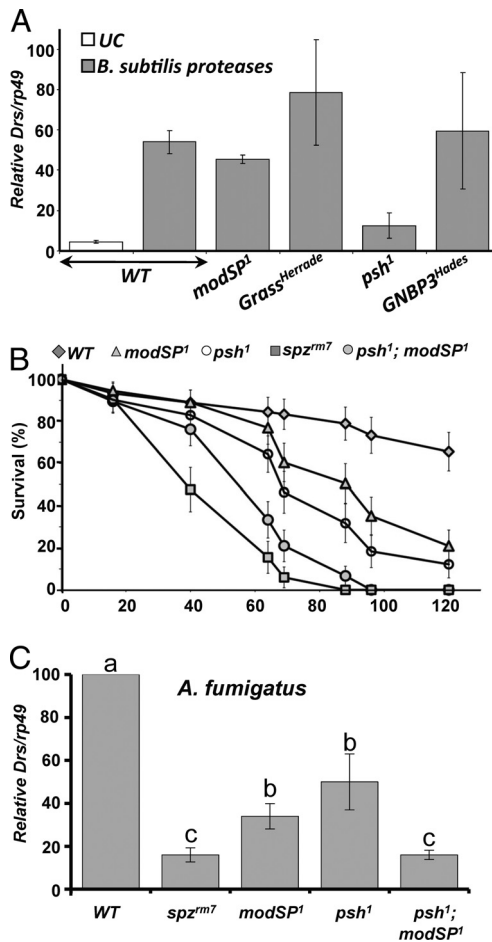 A
100
80
60
40
20
0
Relative Drs/rp49
UC
B. subtilis proteases
WT
modSP1
GrassHerrade
psh1
GNBP3Hades
B
WT modSP1 psh1 spzrm7 psh1; modSP1
100
80
60
40
20
0
Survival (%)
0 20 40 60 80 100 120
C
A. fumigatus
100
80
60
40
20
0
Relative Drs/rp49
a
c
b
b
c
WT spzrm7 modSP1 psh1 psh1;
modSP1